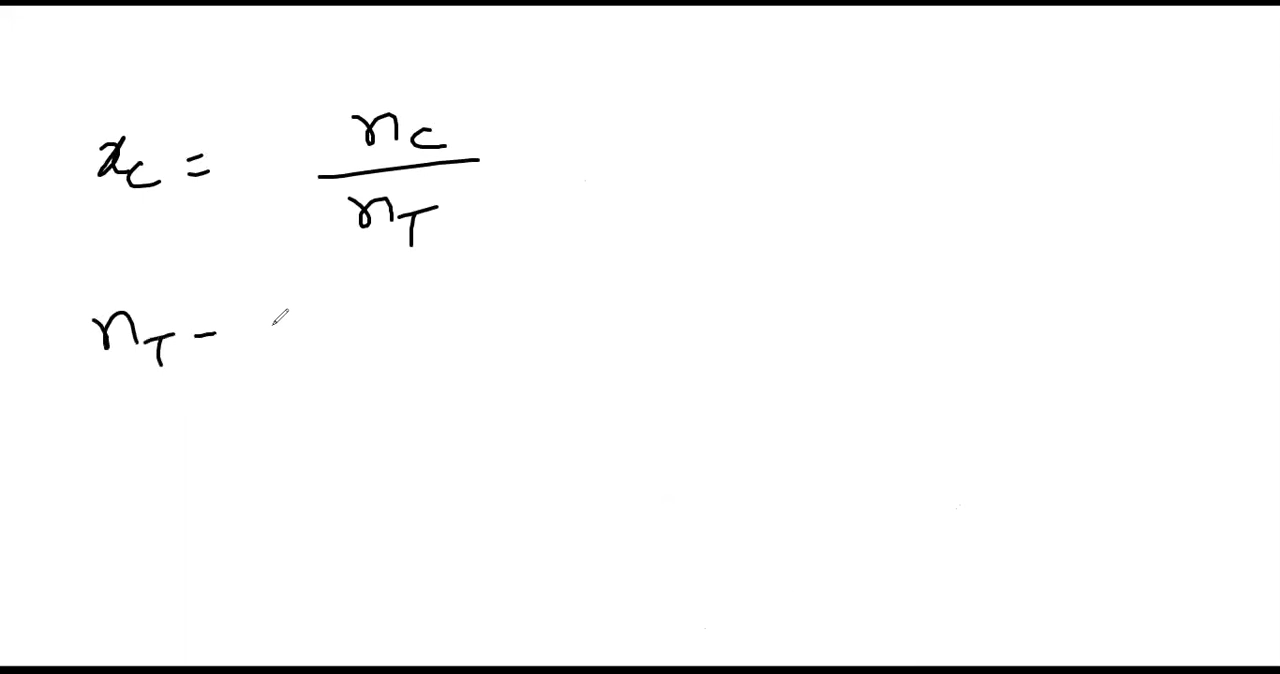 x_C = n_C / n_T
n_T -